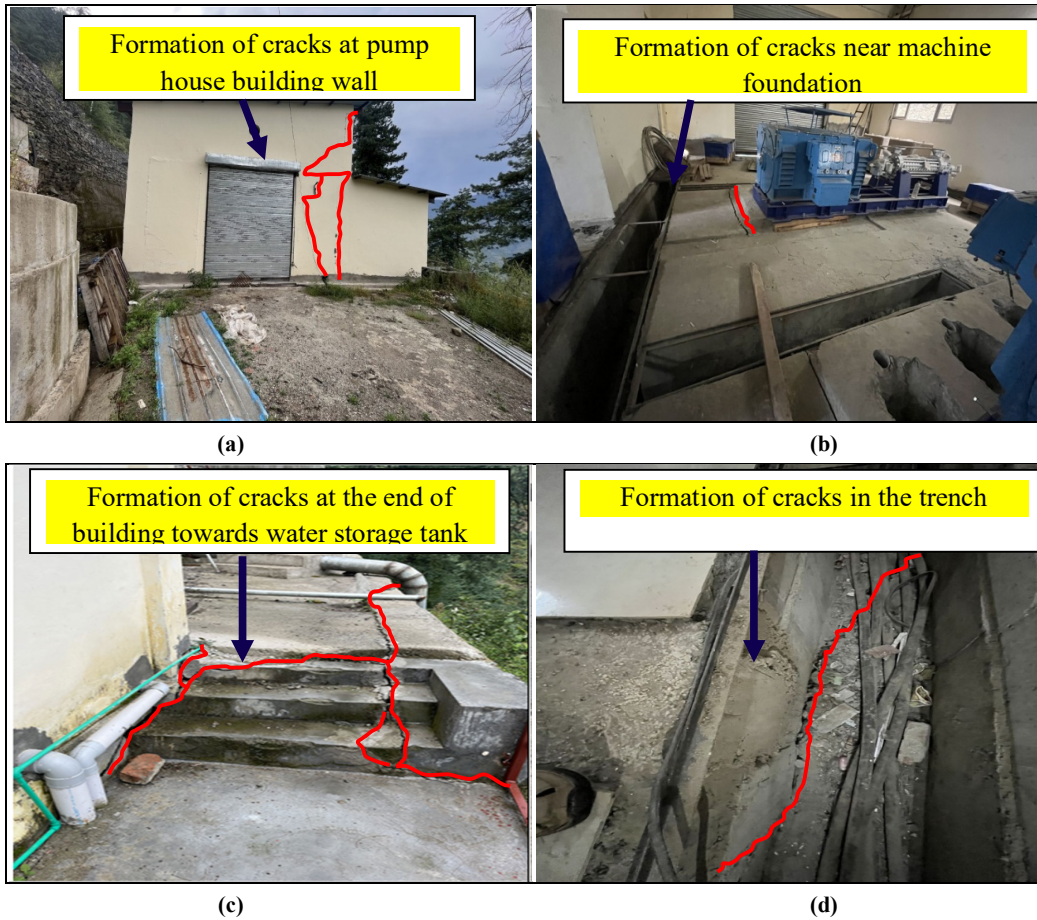 Formation of cracks at pump
house building wall
Formation of cracks near machine
foundation
(a)
(b)
Formation of cracks at the end of
building towards water storage tank
Formation of cracks in the trench
(c)
(d)